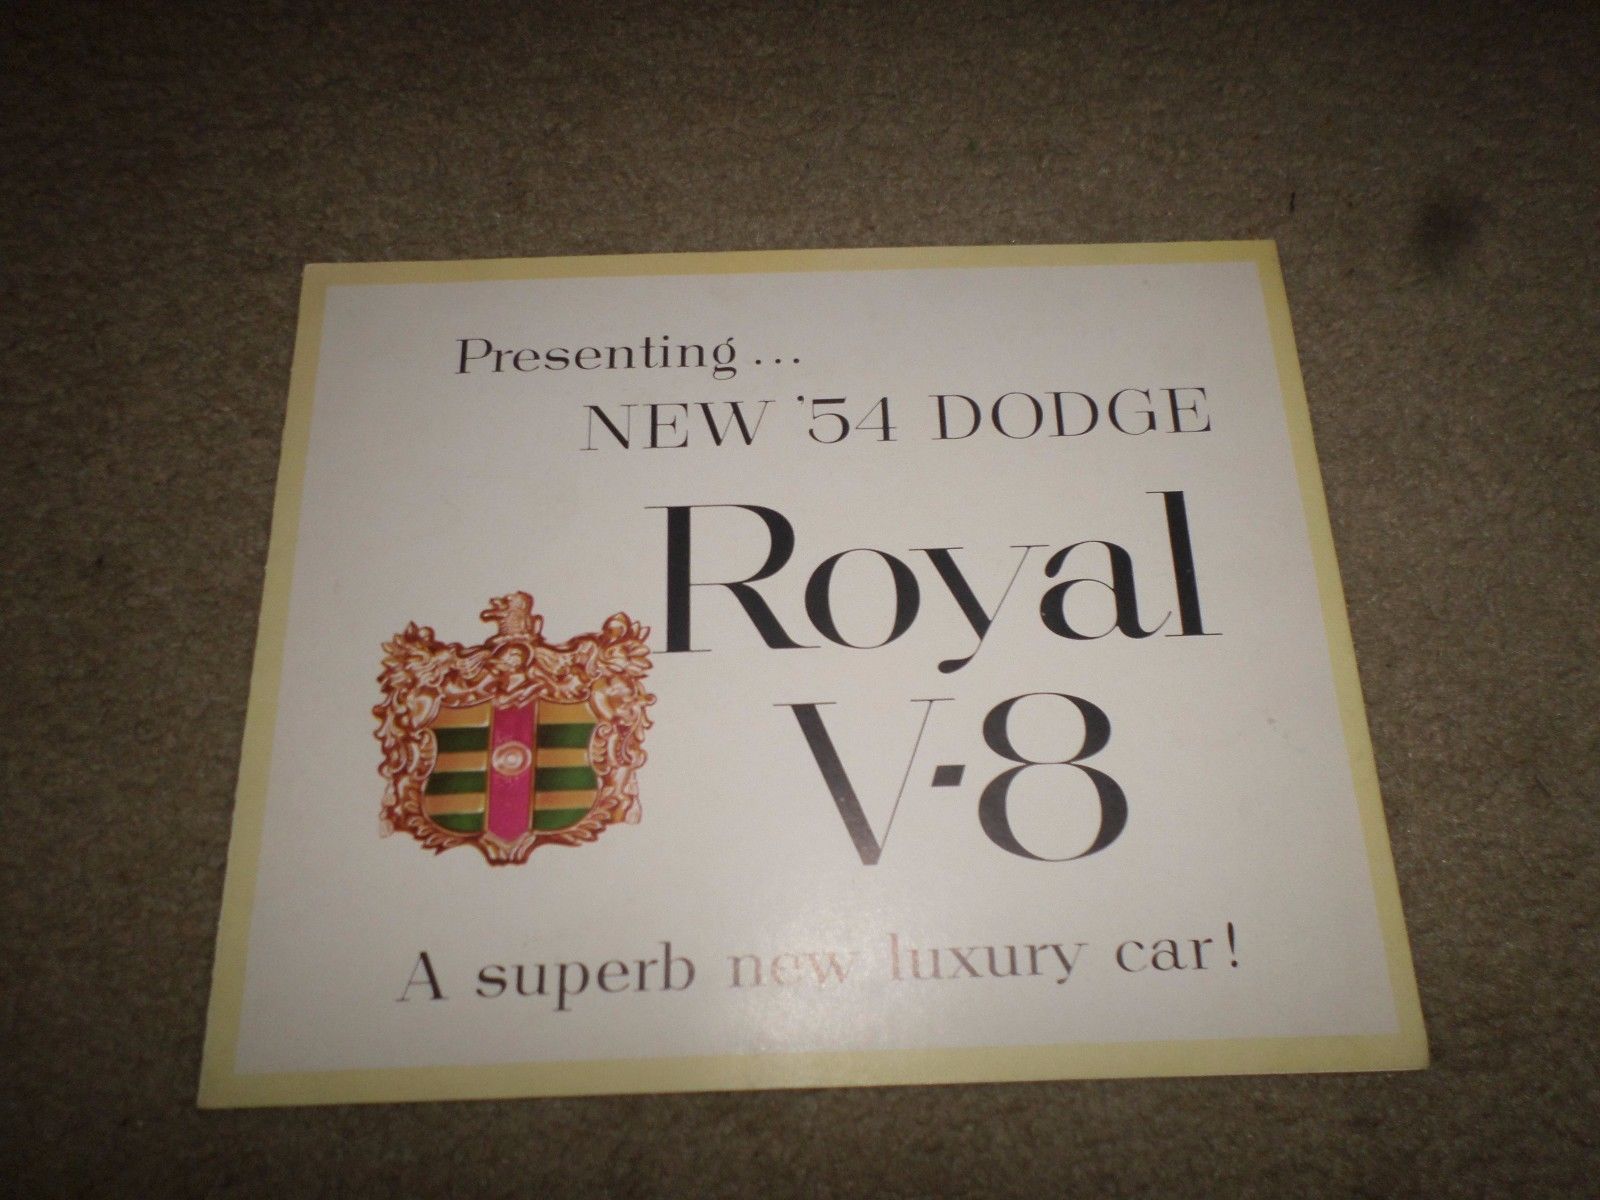 Presenting...
NEW '54 DODGE
Royal
V-8
A superb new luxury car!